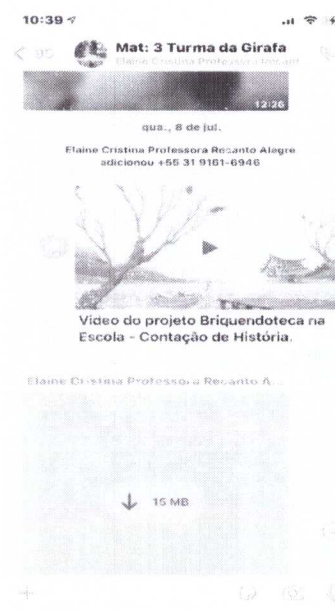 10:39
95
Mat: 3 Turma da Girafa
Elaine Cristina Professora
12:26
qua., 8 de jul.
Elaine Cristina Professora Recanto Alegre
adicionou +55 31 9161-6946
Vídeo do projeto Briquendoteca na
Escola - Contação de História.
Elaine Cristina Professora Recanto A...
15 MB